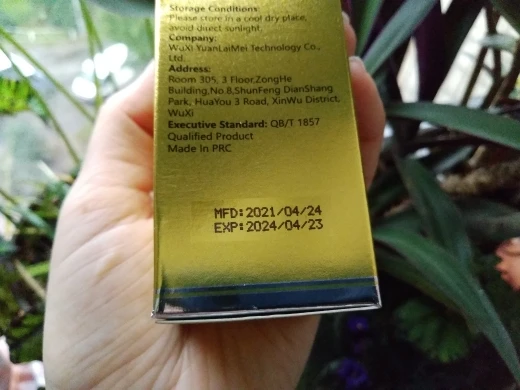 Storage Conditions:
Please store in a cool dry place,
avoid direct sunlight.
Company:
WuXi YuanLaiMei Technology Co.,
Ltd.
Address:
Room 305, 3 Floor,ZongHe
Building,No.8,ShunFeng DianShang
Park, HuaYou 3 Road, XinWu District,
WuXi
Executive Standard: QB/T 1857
Qualified Product
Made in PRC
MFD:2021/04/24
EXP:2024/04/23